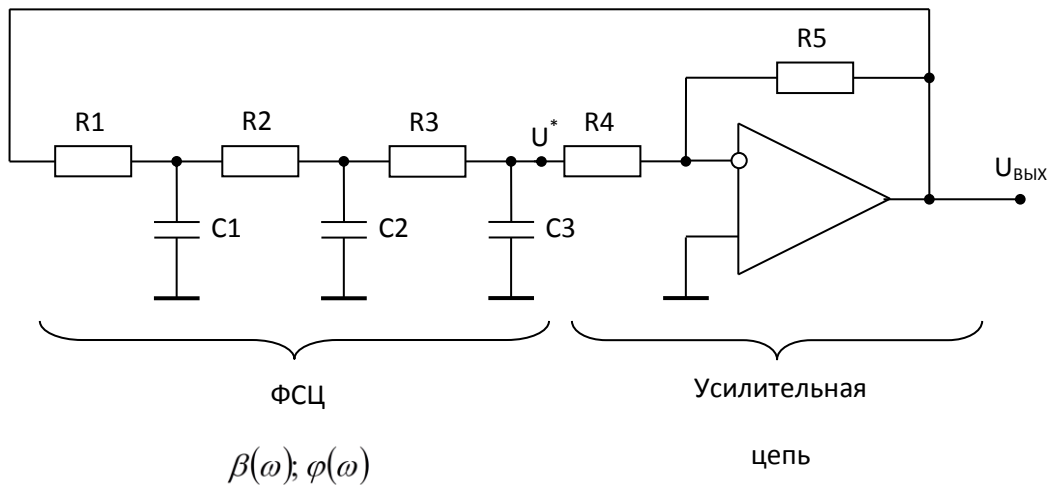 R5
R1
R2
R3
U*
R4
Uвых
C1
C2
C3
ФСЦ
Усилительная
цепь
β(ω); φ(ω)